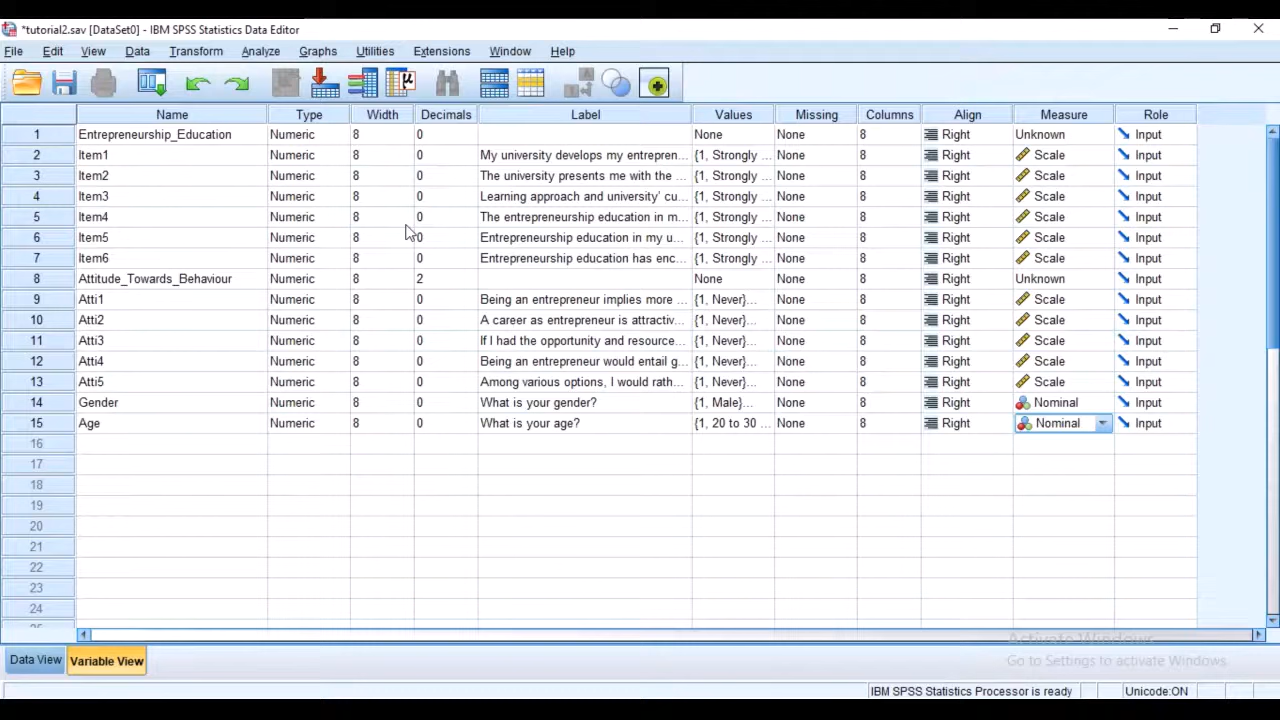 *tutorial2.sav [DataSet0] - IBM SPSS Statistics Data Editor
File Edit View Data Transform Analyze Graphs Utilities Extensions Window Help
Name Type Width Decimals Label Values Missing Columns Align Measure Role
1 Entrepreneurship_Education Numeric 8 0 None None 8 Right Unknown Input
2 Item1 Numeric 8 0 My university develops my entrepren... {1, Strongly ... None 8 Right Scale Input
3 Item2 Numeric 8 0 The university presents me with the ... {1, Strongly ... None 8 Right Scale Input
4 Item3 Numeric 8 0 Learning approach and university' cu... {1, Strongly ... None 8 Right Scale Input
5 Item4 Numeric 8 0 The entrepreneurship education in m... {1, Strongly ... None 8 Right Scale Input
6 Item5 Numeric 8 0 Entrepreneurship education in my u... {1, Strongly ... None 8 Right Scale Input
7 Item6 Numeric 8 0 Entrepreneurship education has enc... {1, Strongly ... None 8 Right Scale Input
8 Attitude_Towards_Behaviour Numeric 8 2 None None 8 Right Unknown Input
9 Atti1 Numeric 8 0 Being an entrepreneur implies more ... {1, Never}... None 8 Right Scale Input
10 Atti2 Numeric 8 0 A career as entrepreneur is attractiv... {1, Never}... None 8 Right Scale Input
11 Atti3 Numeric 8 0 If I had the opportunity and resource... {1, Never}... None 8 Right Scale Input
12 Atti4 Numeric 8 0 Being an entrepreneur would entail g... {1, Never}... None 8 Right Scale Input
13 Atti5 Numeric 8 0 Among various options, I would rath... {1, Never}... None 8 Right Scale Input
14 Gender Numeric 8 0 What is your gender? {1, Male}... None 8 Right Nominal Input
15 Age Numeric 8 0 What is your age? {1, 20 to 30 ... None 8 Right Nominal Input
16
17
18
19
20
21
22
23
24
Activate Windows
Data View Variable View Go to Settings to activate Windows.
IBM SPSS Statistics Processor is ready Unicode:ON